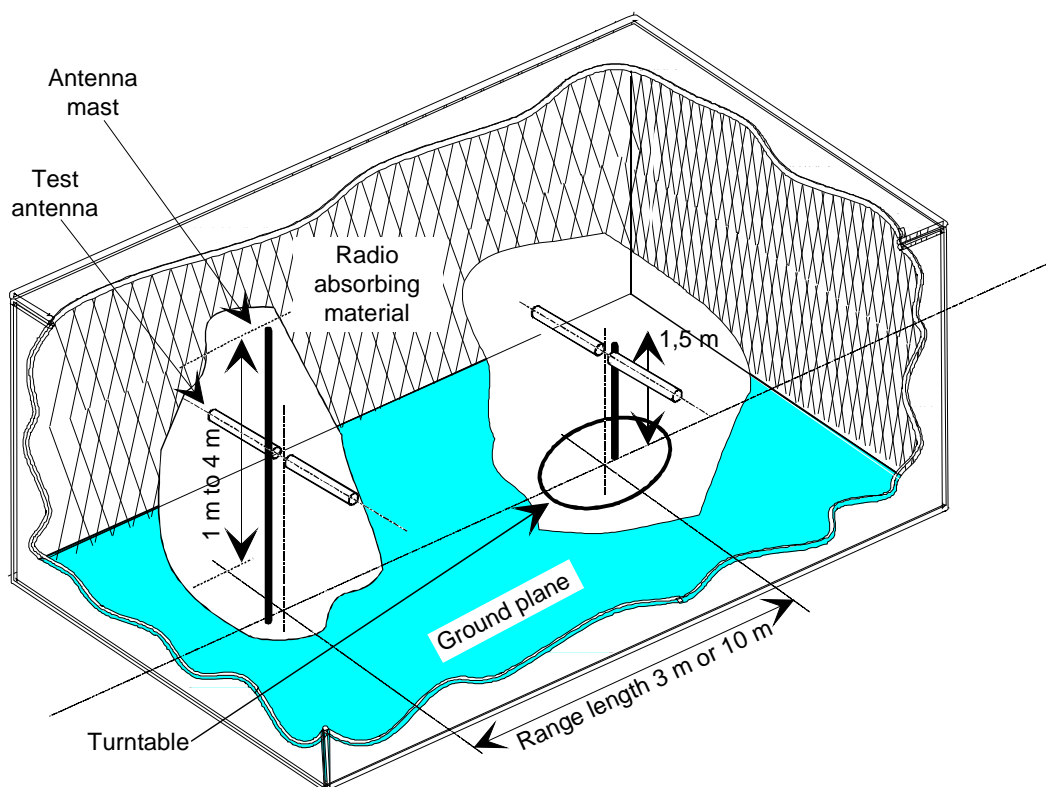 Antenna
mast
Test
antenna
Radio
absorbing
material
1,5 m
1 m to 4 m
Ground plane
Range length 3 m or 10 m
Turntable